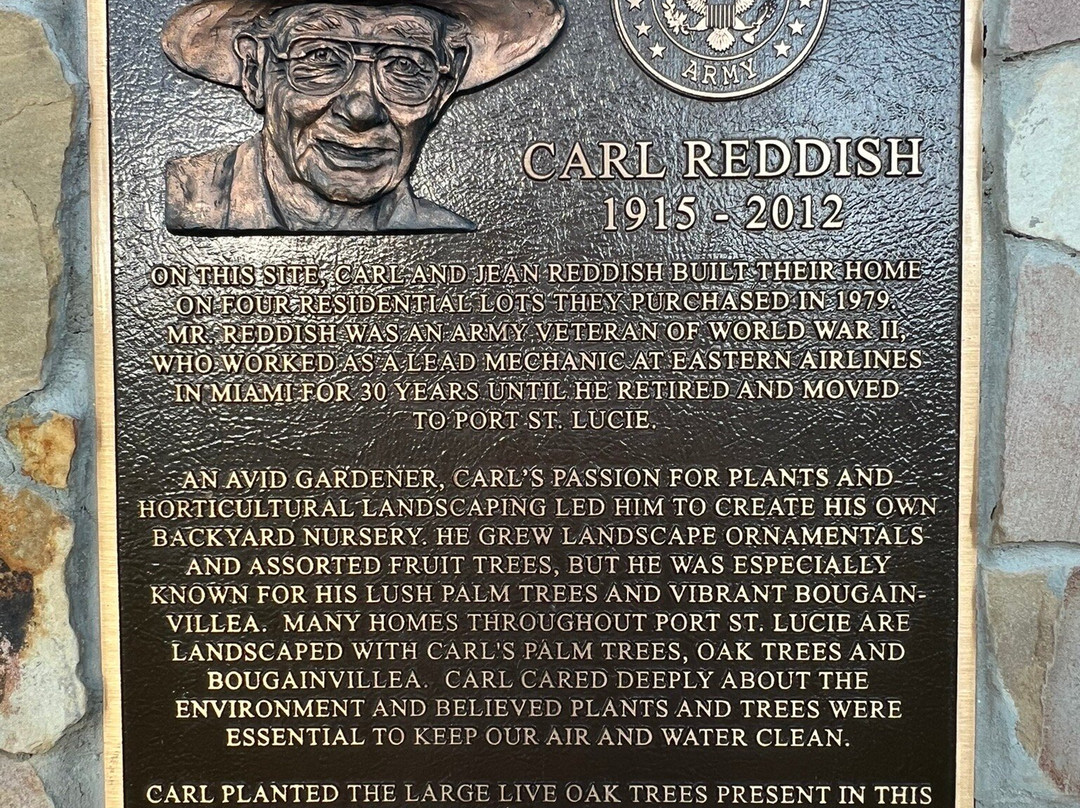 ARMY
CARL REDDISH
1915 - 2012
ON THIS SITE, CARL AND JEAN REDDISH BUILT THEIR HOME
ON FOUR RESIDENTIAL LOTS THEY PURCHASED IN 1979.
MR. REDDISH WAS AN ARMY VETERAN OF WORLD WAR II,
WHO WORKED AS A LEAD MECHANIC AT EASTERN AIRLINES
IN MIAMI FOR 30 YEARS UNTIL HE RETIRED AND MOVED
TO PORT ST. LUCIE.
AN AVID GARDENER, CARL'S PASSION FOR PLANTS AND
HORTICULTURAL LANDSCAPING LED HIM TO CREATE HIS OWN
BACKYARD NURSERY. HE GREW LANDSCAPE ORNAMENTALS
AND ASSORTED FRUIT TREES, BUT HE WAS ESPECIALLY
KNOWN FOR HIS LUSH PALM TREES AND VIBRANT BOUGAIN-
VILLEA. MANY HOMES THROUGHOUT PORT ST. LUCIE ARE
LANDSCAPED WITH CARL'S PALM TREES, OAK TREES AND
BOUGAINVILLEA. CARL CARED DEEPLY ABOUT THE
ENVIRONMENT AND BELIEVED PLANTS AND TREES WERE
ESSENTIAL TO KEEP OUR AIR AND WATER CLEAN.
CARL PLANTED THE LARGE LIVE OAK TREES PRESENT IN THIS